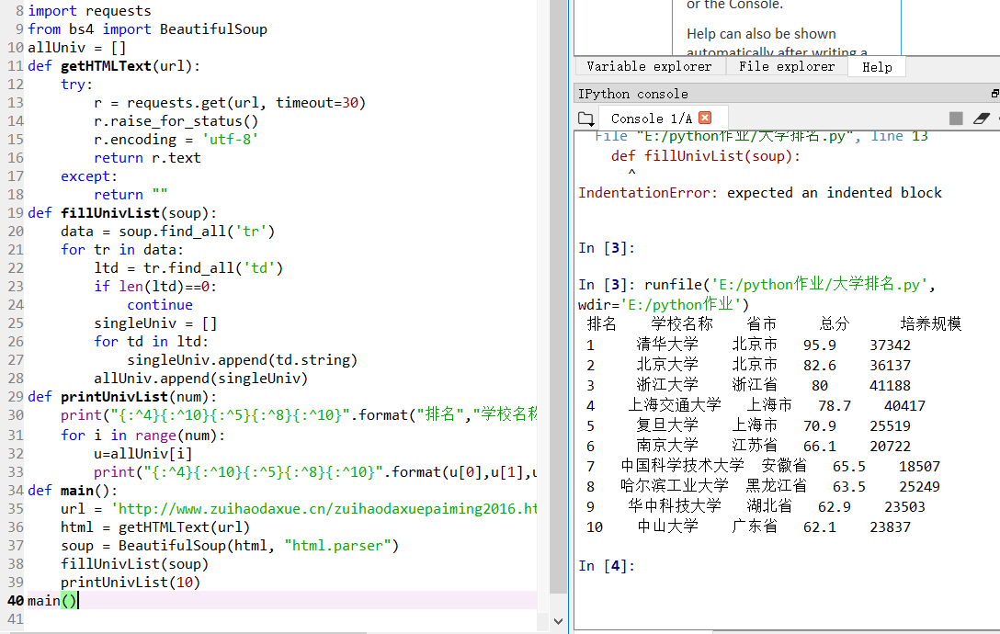 8 import requests
9 from bs4 import BeautifulSoup
10 allUniv = []
11 def getHTMLText(url):
12     try:
13         r = requests.get(url, timeout=30)
14         r.raise_for_status()
15         r.encoding = 'utf-8'
16         return r.text
17     except:
18         return ""
19 def fillUnivList(soup):
20     data = soup.find_all('tr')
21     for tr in data:
22         ltd = tr.find_all('td')
23         if len(ltd)==0:
24             continue
25         singleUniv = []
26         for td in ltd:
27             singleUniv.append(td.string)
28         allUniv.append(singleUniv)
29 def printUnivList(num):
30     print("{:^4}{:^10}{:^5}{:^8}{:^10}".format("排名","学校名称
31     for i in range(num):
32         u=allUniv[i]
33         print("{:^4}{:^10}{:^5}{:^8}{:^10}".format(u[0],u[1],u
34 def main():
35     url = 'http://www.zuihaodaxue.cn/zuihaodaxuepaiming2016.ht
36     html = getHTMLText(url)
37     soup = BeautifulSoup(html, "html.parser")
38     fillUnivList(soup)
39     printUnivList(10)
40 main()
41
or the Console.
Help can also be shown
automatically after writing a
Variable explorer File explorer Help
IPython console
Console 1/A
File "E:/python作业/大学排名.py", line 13
def fillUnivList(soup):
^
IndentationError: expected an indented block
In [3]:
In [3]: runfile('E:/python作业/大学排名.py',
wdir='E:/python作业')
排名 学校名称 省市 总分 培养规模
1 清华大学 北京市 95.9 37342
2 北京大学 北京市 82.6 36137
3 浙江大学 浙江省 80 41188
4 上海交通大学 上海市 78.7 40417
5 复旦大学 上海市 70.9 25519
6 南京大学 江苏省 66.1 20722
7 中国科学技术大学 安徽省 65.5 18507
8 哈尔滨工业大学 黑龙江省 63.5 25249
9 华中科技大学 湖北省 62.9 23503
10 中山大学 广东省 62.1 23837
In [4]: